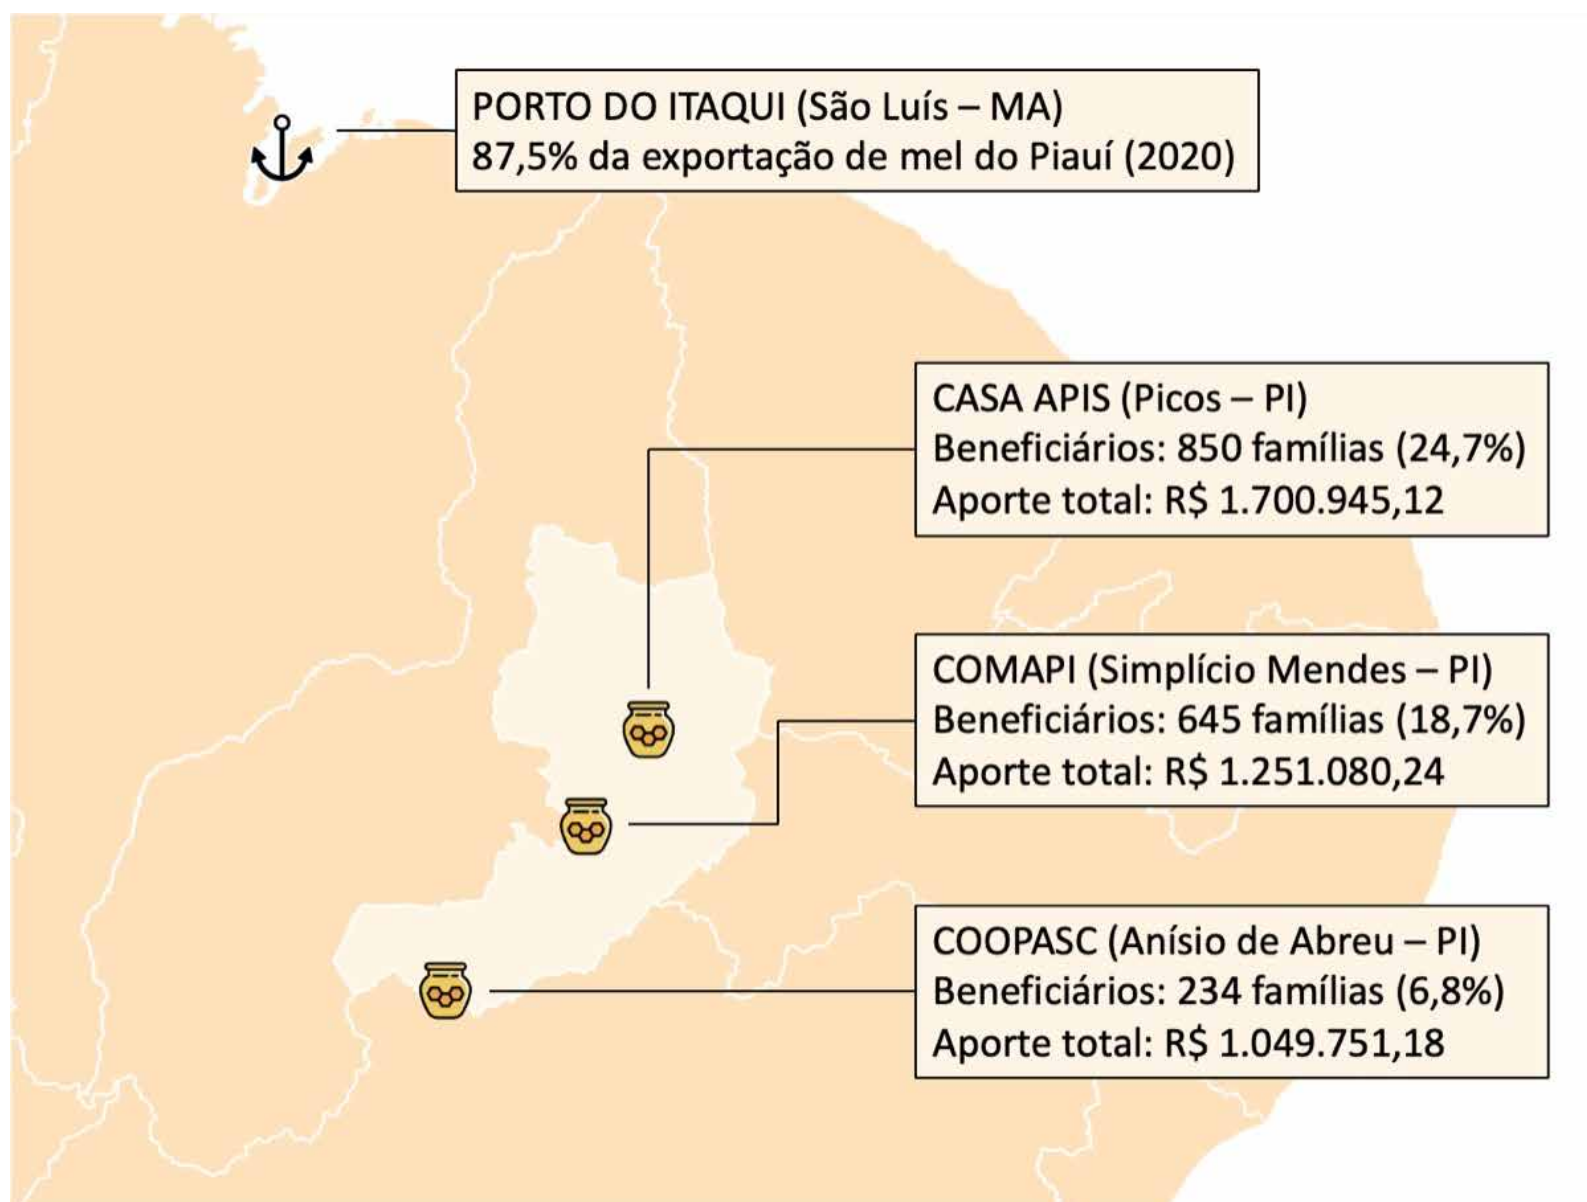 PORTO DO ITAQUI (São Luís – MA)
87,5% da exportação de mel do Piauí (2020)
CASA APIS (Picos – PI)
Beneficiários: 850 famílias (24,7%)
Aporte total: R$ 1.700.945,12
COMAPI (Simplício Mendes – PI)
Beneficiários: 645 famílias (18,7%)
Aporte total: R$ 1.251.080,24
COOPASC (Anísio de Abreu – PI)
Beneficiários: 234 famílias (6,8%)
Aporte total: R$ 1.049.751,18